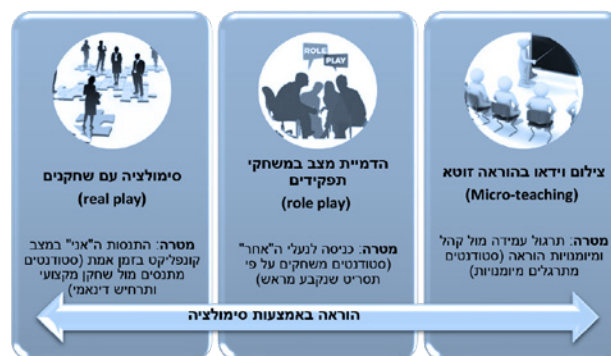 צילום וידאו בהוראה זוטא
(Micro-teaching)
מטרה: תרגול עמידה מול קהל
ומיומנויות הוראה (סטודנטים
מתרגלים מיומנויות)
ROLE
PLAY
הדמיית מצב במשחקי
תפקידים
(role play)
מטרה: כניסה לנעלי ה"אחר"
(סטודנטים משחקים על פי
תסריט שנקבע מראש)
סימולציה עם שחקנים
(real play)
מטרה: התנסות ה"אני" במצב
קונפליקט בזמן אמת (סטודנטים
מתנסים מול שחקן מקצועי
ותרחיש דינאמי)
הוראה באמצעות סימולציה